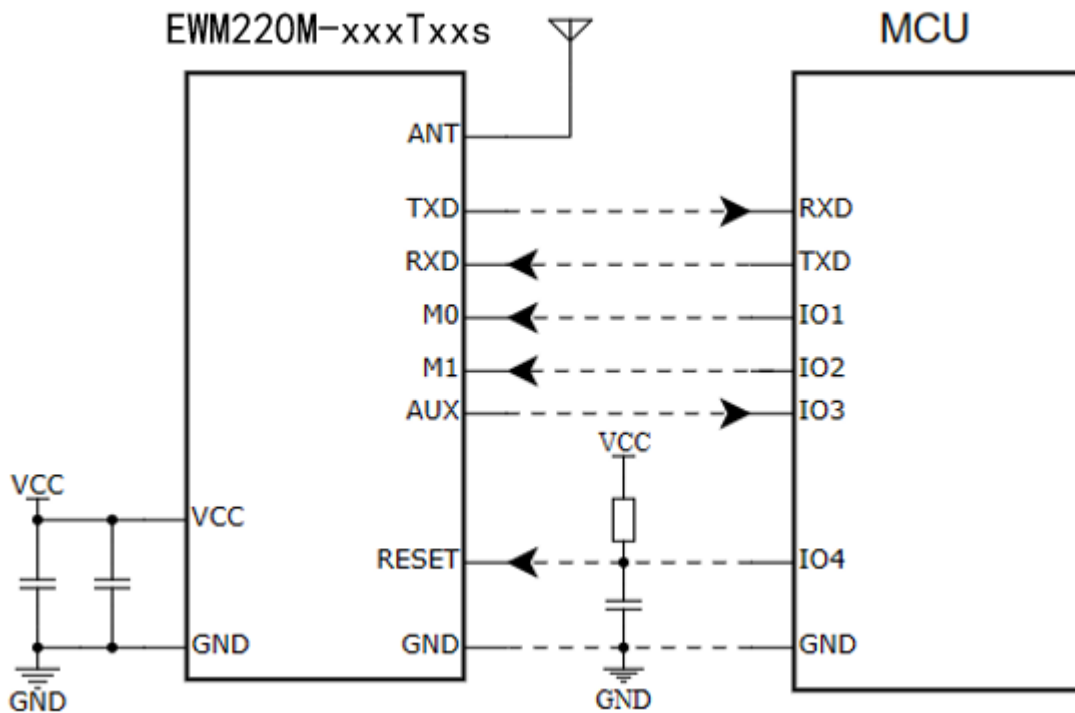 EWM220M-xxxTxxs
MCU
ANT
TXD
RXD
RXD
TXD
M0
IO1
M1
IO2
AUX
IO3
VCC
VCC
VCC
RESET
IO4
GND
GND
GND
GND
GND